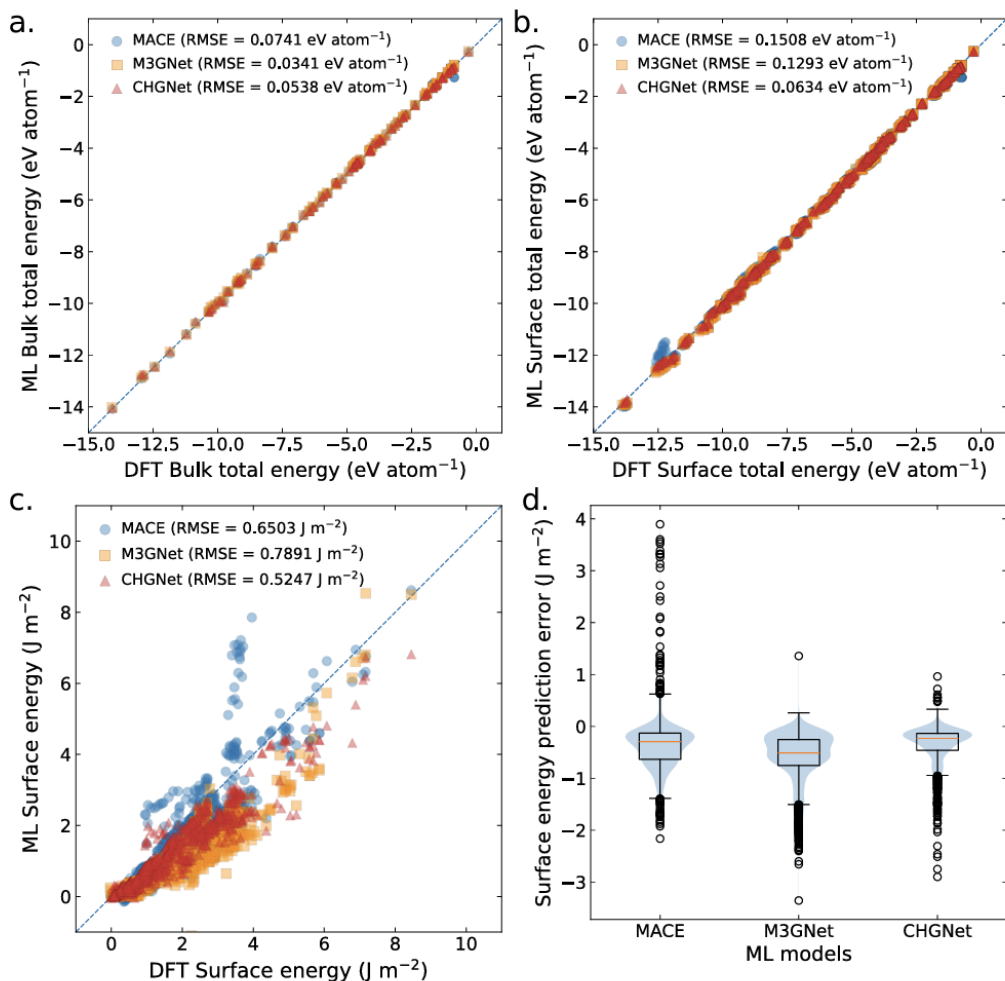 a.
MACE (RMSE = 0.0741 eV atom⁻¹)
M3GNet (RMSE = 0.0341 eV atom⁻¹)
CHGNet (RMSE = 0.0538 eV atom⁻¹)
ML Bulk total energy (eV atom⁻¹)
0
−2
−4
−6
−8
−10
−12
−14
−15.0 −12.5 −10.0 −7.5 −5.0 −2.5 0.0
DFT Bulk total energy (eV atom⁻¹)
b.
MACE (RMSE = 0.1508 eV atom⁻¹)
M3GNet (RMSE = 0.1293 eV atom⁻¹)
CHGNet (RMSE = 0.0634 eV atom⁻¹)
ML Surface total energy (eV atom⁻¹)
0
−2
−4
−6
−8
−10
−12
−14
−15.0 −12.5 −10.0 −7.5 −5.0 −2.5 0.0
DFT Surface total energy (eV atom⁻¹)
c.
MACE (RMSE = 0.6503 J m⁻²)
M3GNet (RMSE = 0.7891 J m⁻²)
CHGNet (RMSE = 0.5247 J m⁻²)
ML Surface energy (J m⁻²)
10
8
6
4
2
0
0 2 4 6 8 10
DFT Surface energy (J m⁻²)
d.
Surface energy prediction error (J m⁻²)
4
3
2
1
0
−1
−2
−3
MACE M3GNet CHGNet
ML models